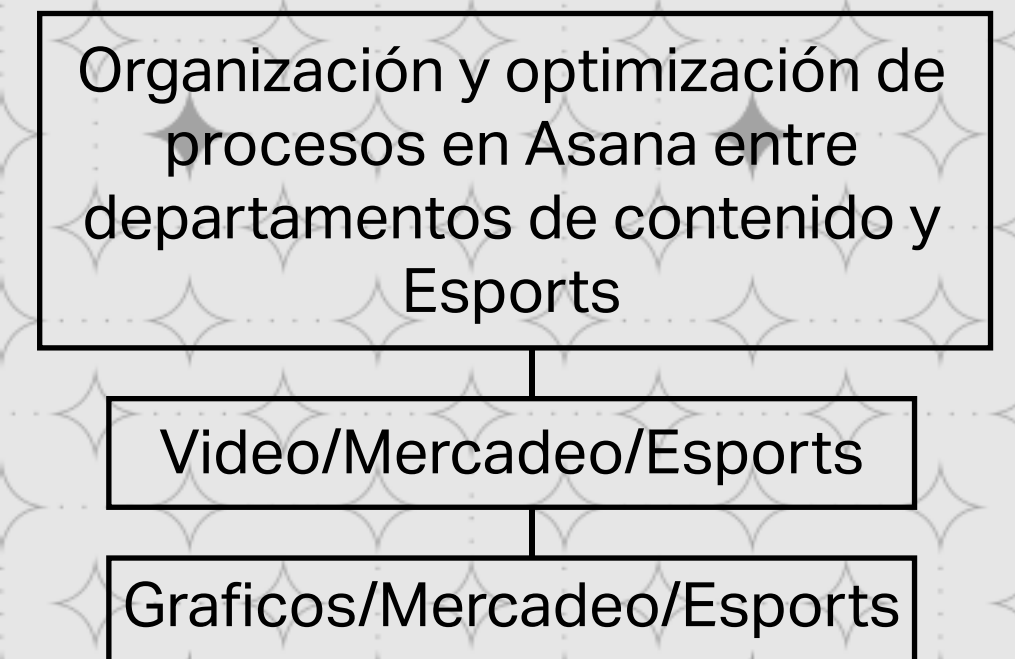 Organización y optimización de
procesos en Asana entre
departamentos de contenido y
Esports
Video/Mercadeo/Esports
Graficos/Mercadeo/Esports